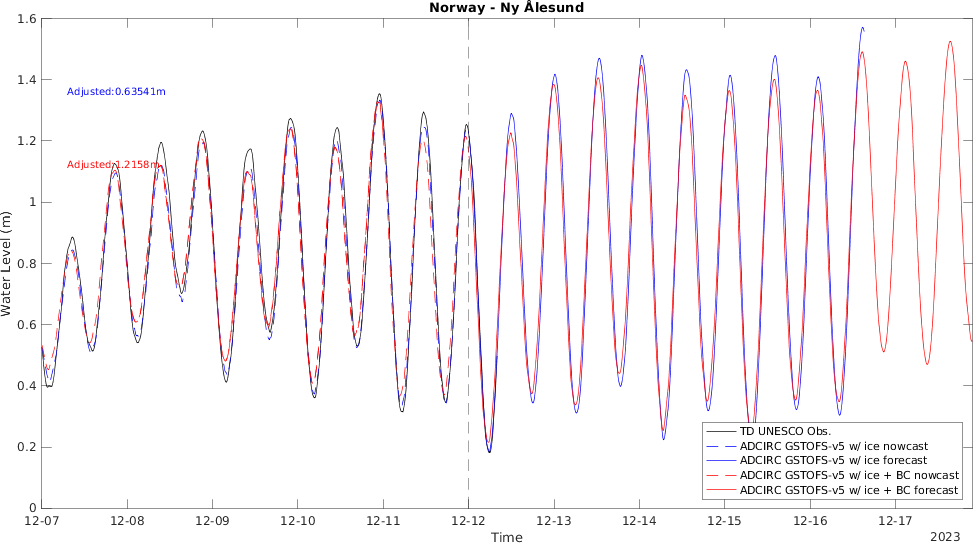 Norway - Ny Ålesund
1.6
1.4
1.2
1
0.8
0.6
0.4
0.2
0
Water Level (m)
Adjusted:0.63541m
Adjusted:1.2158m
TD UNESCO Obs.
ADCIRC GSTOFS-v5 w/ ice nowcast
ADCIRC GSTOFS-v5 w/ ice forecast
ADCIRC GSTOFS-v5 w/ ice + BC nowcast
ADCIRC GSTOFS-v5 w/ ice + BC forecast
12-07 12-08 12-09 12-10 12-11 12-12 12-13 12-14 12-15 12-16 12-17
Time
2023